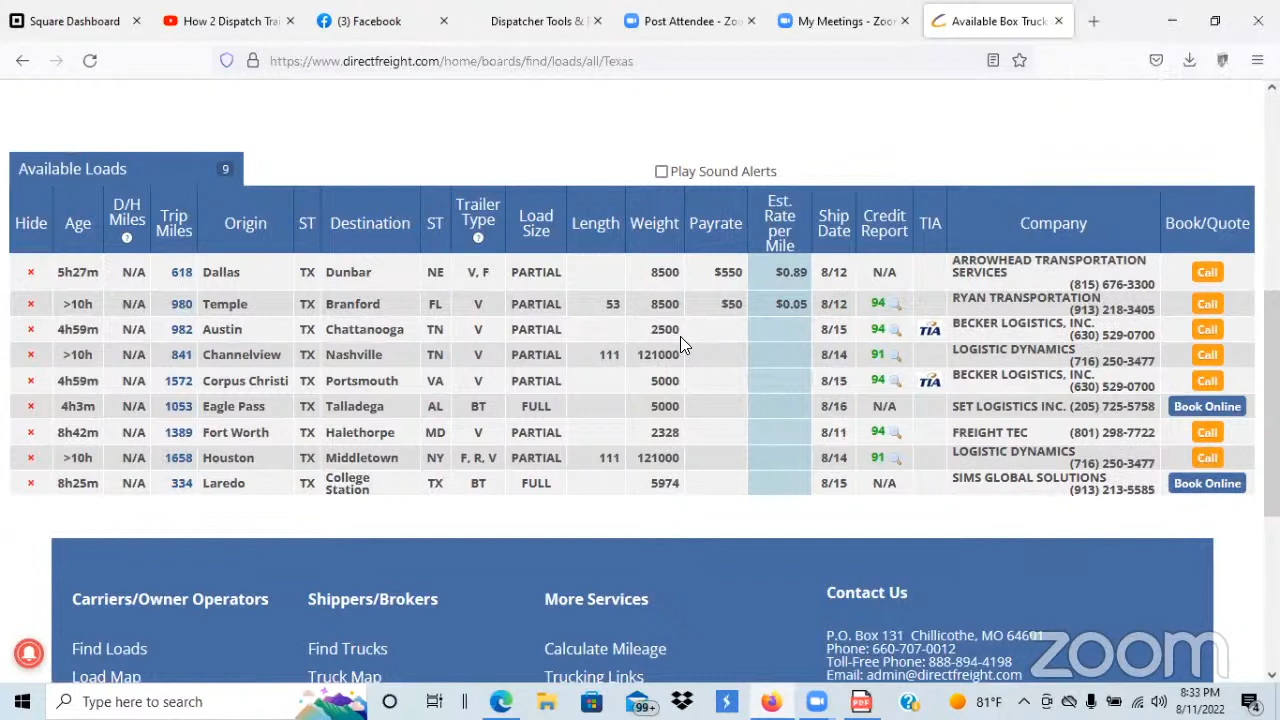 Square Dashboard
How 2 Dispatch Trai
(3) Facebook
Dispatcher Tools &
Post Attendee - Zoo
My Meetings - Zoor
Available Box Truck
https://www.directfreight.com/home/boards/find/loads/all/Texas
Available Loads 9
Play Sound Alerts
Hide Age D/H Miles ? Trip Miles Origin ST Destination ST Trailer Type ? Load Size Length Weight Payrate Est. Rate per Mile Ship Date Credit Report TIA Company Book/Quote
× 5h27m N/A 618 Dallas TX Dunbar NE V, F PARTIAL 8500 $550 $0.89 8/12 N/A ARROWHEAD TRANSPORTATION SERVICES (815) 676-3300 Call
× >10h N/A 980 Temple TX Branford FL V PARTIAL 53 8500 $50 $0.05 8/12 94 RYAN TRANSPORTATION (913) 218-3405 Call
× 4h59m N/A 982 Austin TX Chattanooga TN V PARTIAL 2500 8/15 94 TIA BECKER LOGISTICS, INC. (630) 529-0700 Call
× >10h N/A 841 Channelview TX Nashville TN V PARTIAL 111 121000 8/14 91 LOGISTIC DYNAMICS (716) 250-3477 Call
× 4h59m N/A 1572 Corpus Christi TX Portsmouth VA V PARTIAL 5000 8/15 94 TIA BECKER LOGISTICS, INC. (630) 529-0700 Call
× 4h3m N/A 1053 Eagle Pass TX Talladega AL BT FULL 5000 8/16 N/A SET LOGISTICS INC. (205) 725-5758 Book Online
× 8h42m N/A 1389 Fort Worth TX Halethorpe MD V PARTIAL 2328 8/11 94 FREIGHT TEC (801) 298-7722 Call
× >10h N/A 1658 Houston TX Middletown NY F, R, V PARTIAL 111 121000 8/14 91 LOGISTIC DYNAMICS (716) 250-3477 Call
× 8h25m N/A 334 Laredo TX College Station TX BT FULL 5974 8/15 N/A SIMS GLOBAL SOLUTIONS (913) 213-5585 Book Online
Carriers/Owner Operators
Find Loads
Load Map
Shippers/Brokers
Find Trucks
Truck Map
More Services
Calculate Mileage
Trucking Links
Contact Us
P.O. Box 131 Chillicothe, MO 64601
Phone: 660-707-0012
Toll-Free Phone: 888-894-4198
Email: admin@directfreight.com
zoom
Type here to search
99+
PDF
81°F
8:33 PM
8/11/2022
4